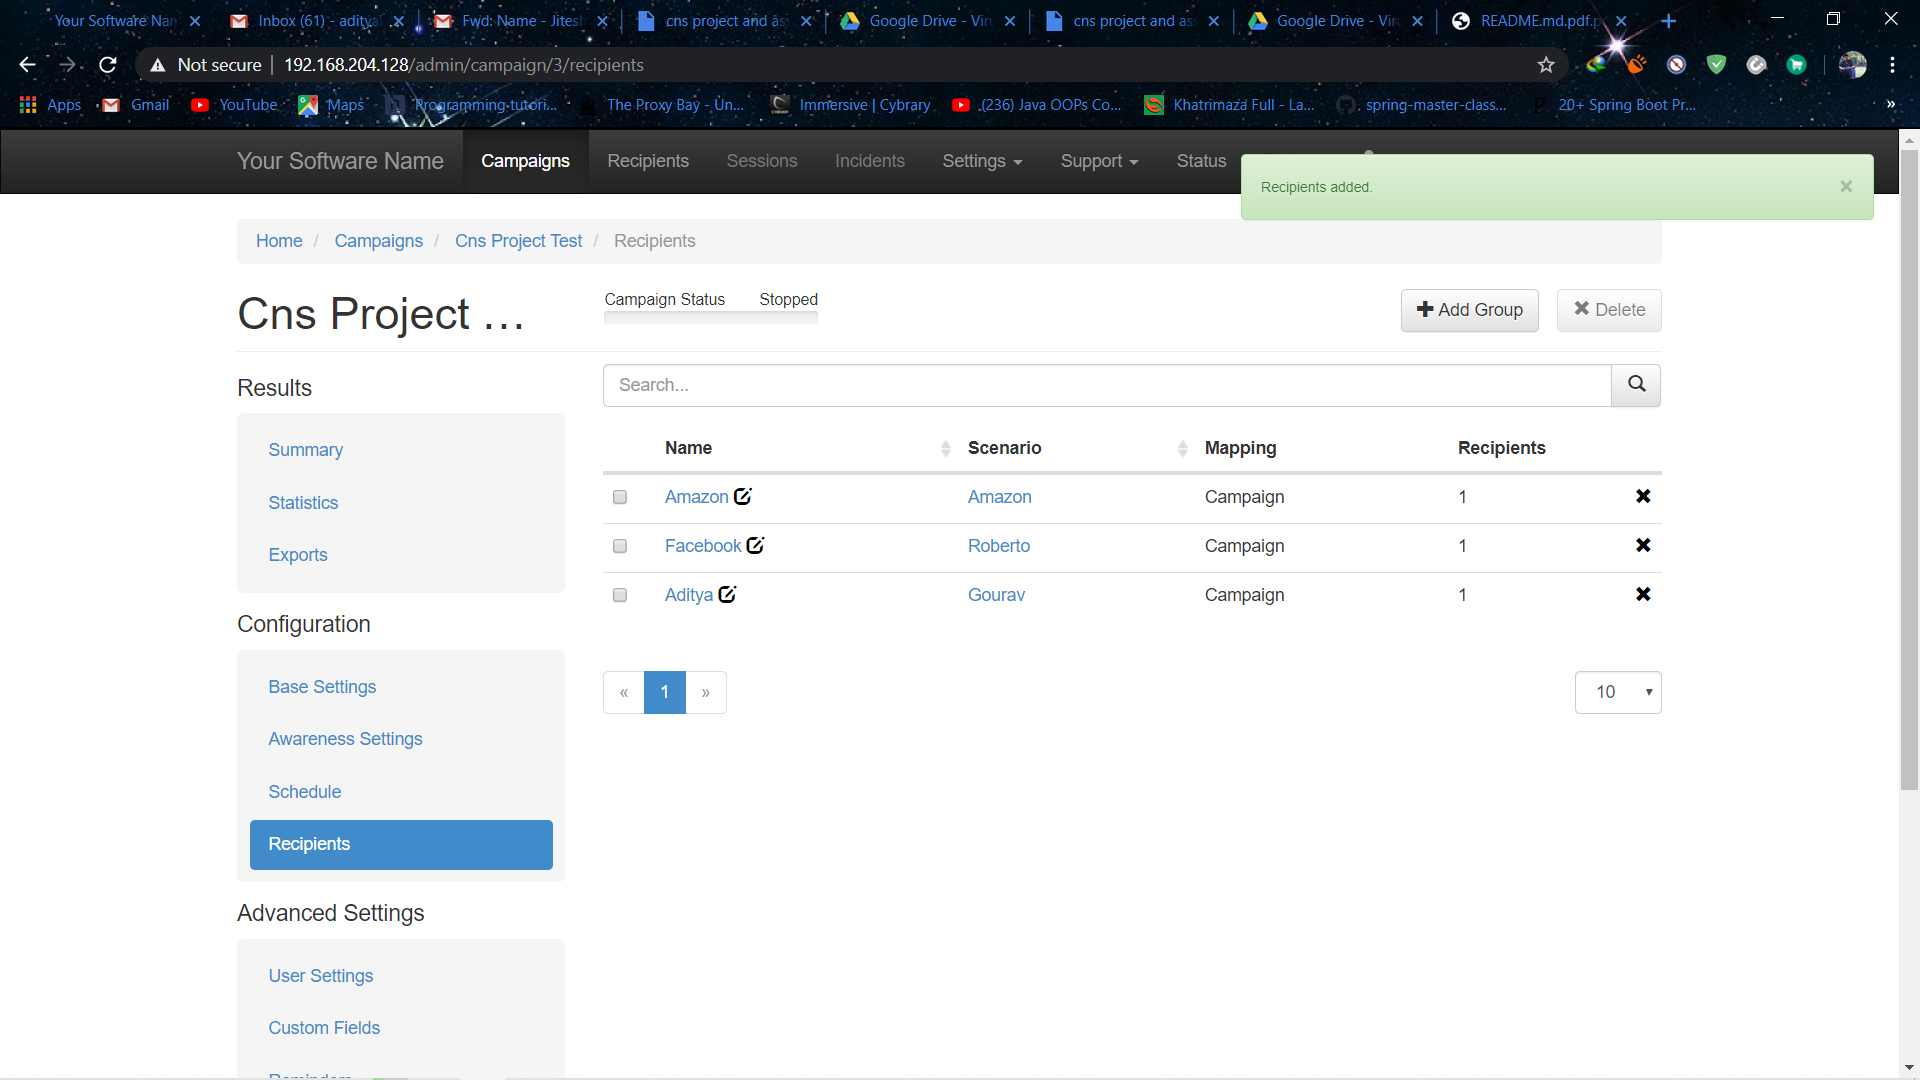 Your Software Nan
Inbox (61) - aditya
Fwd: Name - Jitesh
cns project and as
Google Drive - Vir
cns project and as
Google Drive - Vir
README.md.pdf.p
Not secure | 192.168.204.128/admin/campaign/3/recipients
Apps
Gmail
YouTube
Maps
Programming-tutori...
The Proxy Bay - Un...
Immersive | Cybrary
(236) Java OOPs Co...
Khatrimaza Full - La...
spring-master-class...
20+ Spring Boot Pr...
»
Your Software Name
Campaigns
Recipients
Sessions
Incidents
Settings
Support
Status
Recipients added.
×
Home / Campaigns / Cns Project Test / Recipients
Cns Project ...
Campaign Status Stopped
Add Group
Delete
Search...
Results
Summary
Statistics
Exports
Configuration
Base Settings
Awareness Settings
Schedule
Recipients
Advanced Settings
User Settings
Custom Fields
Name Scenario Mapping Recipients
Amazon Amazon Campaign 1
Facebook Roberto Campaign 1
Aditya Gourav Campaign 1
« 1 »
10